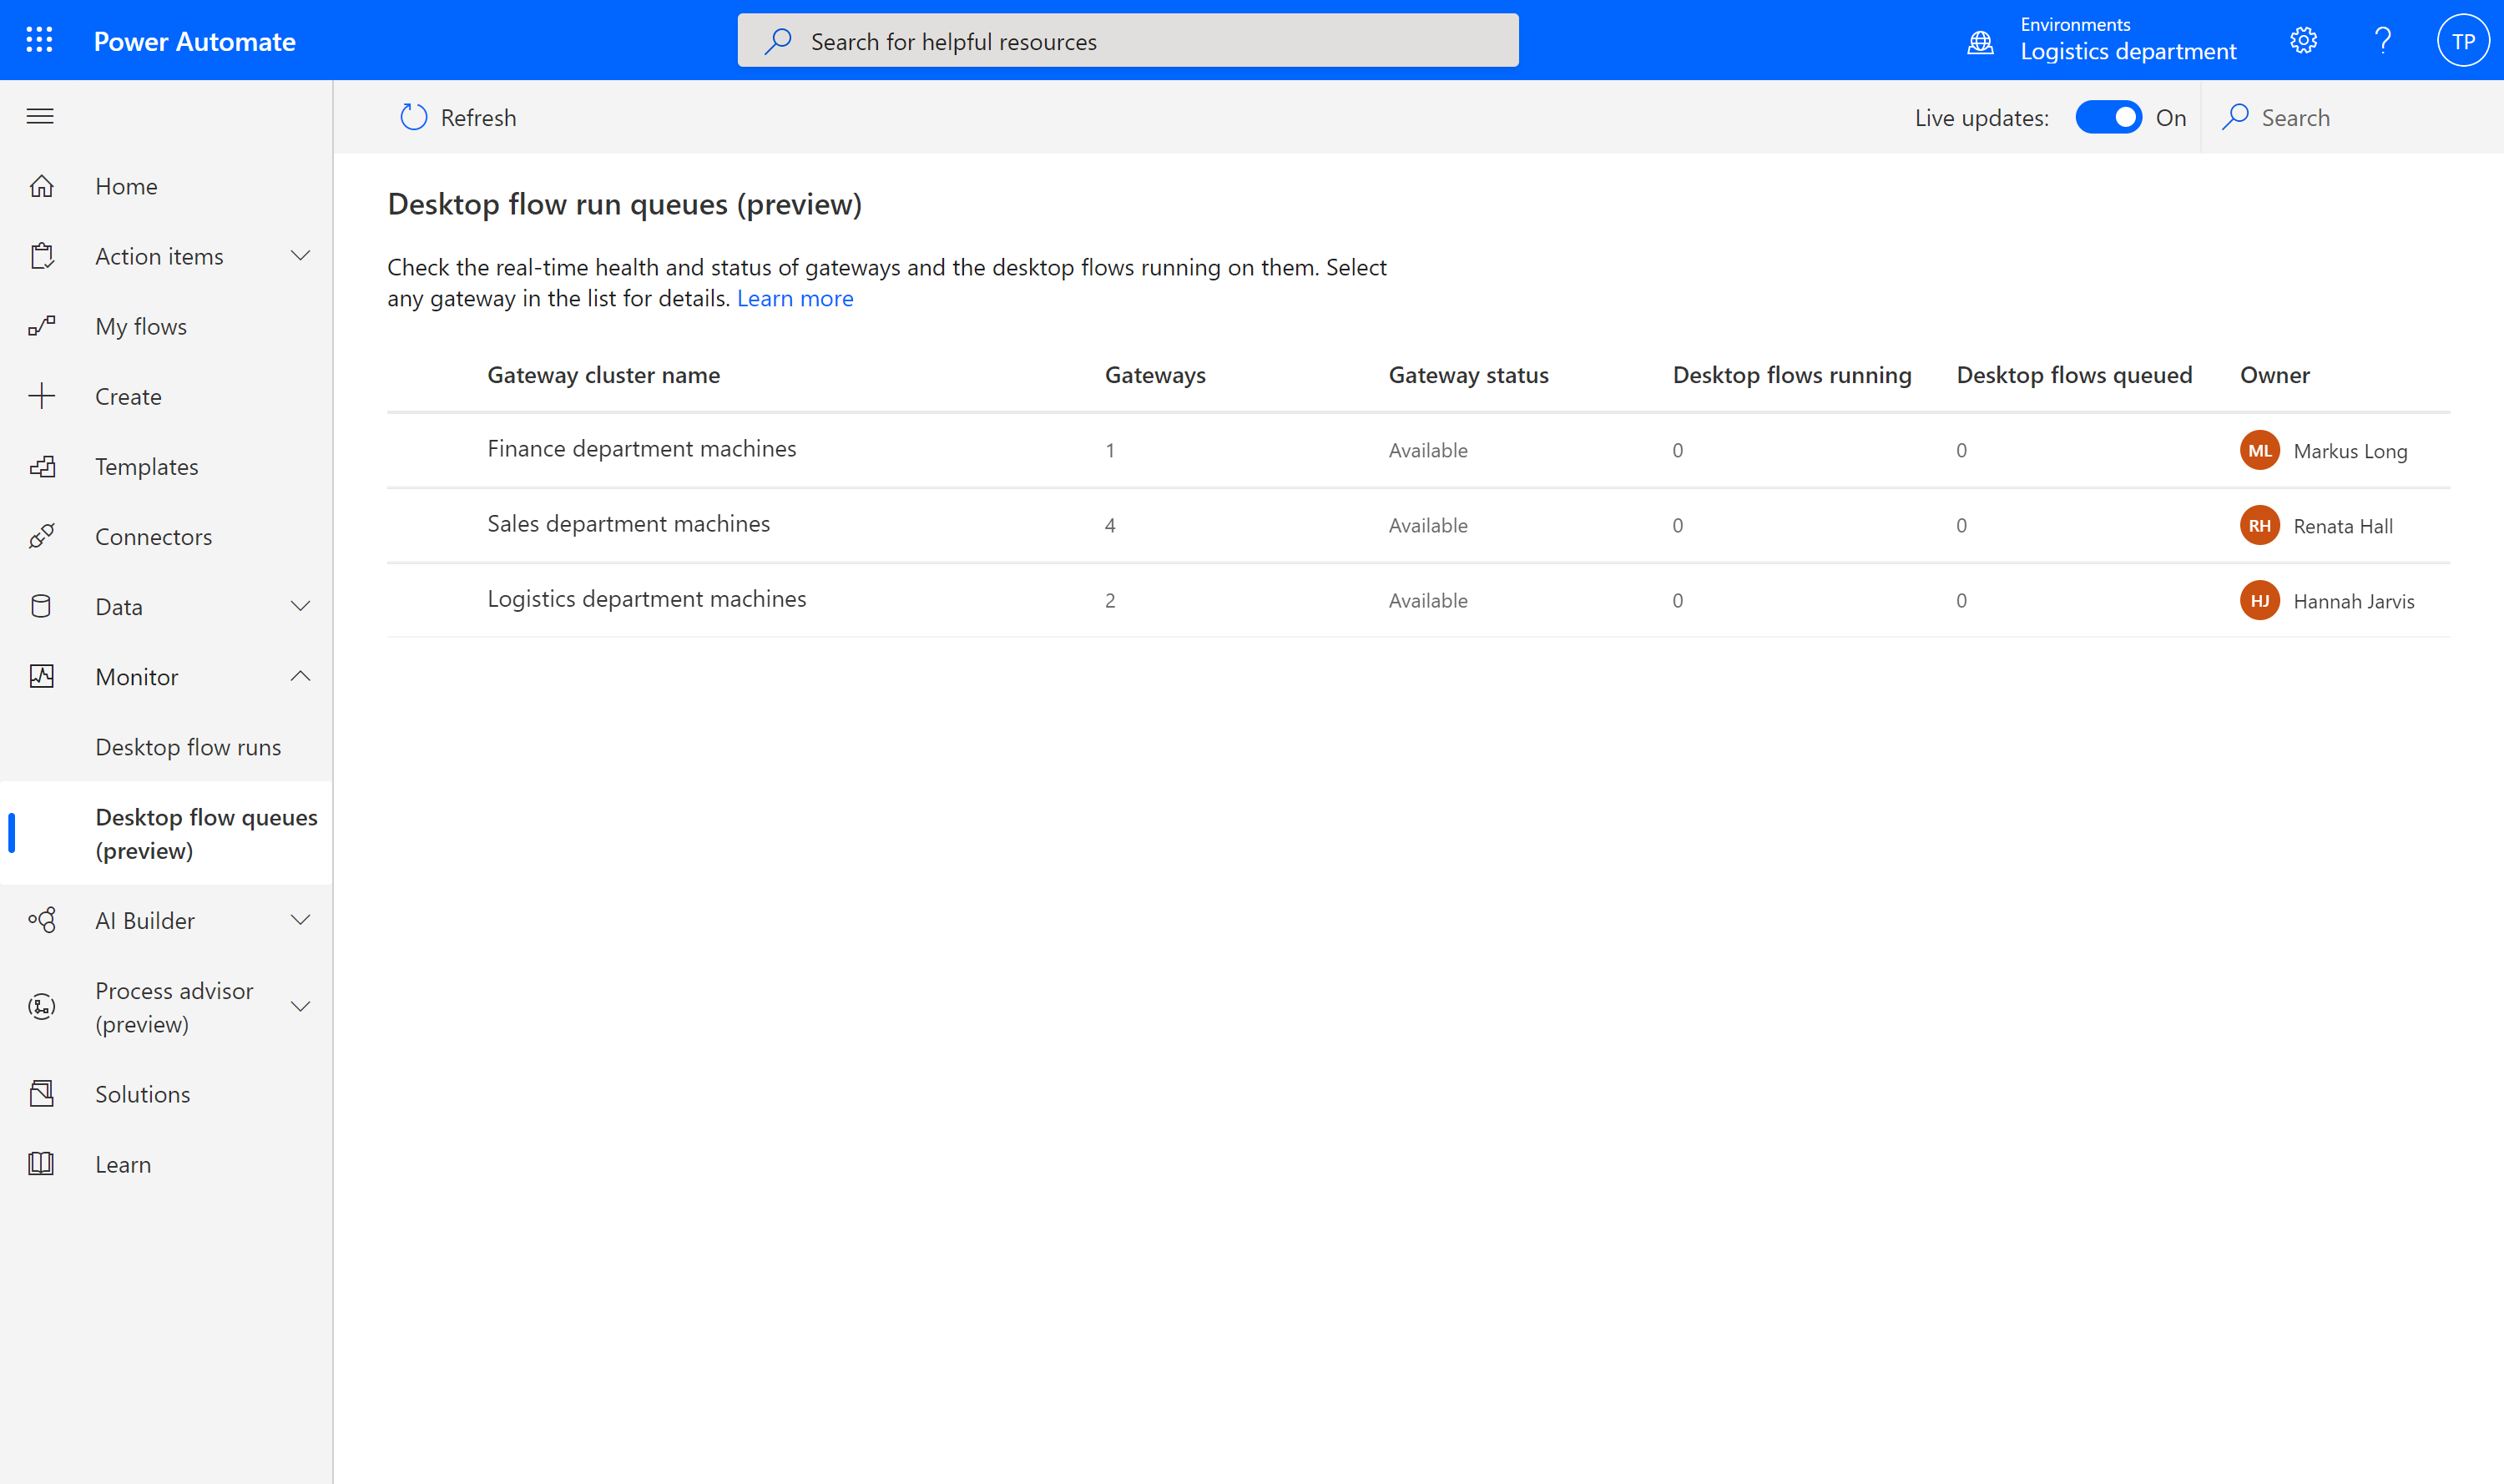 Power Automate
Search for helpful resources
Environments
Logistics department
TP
Home
Action items
My flows
Create
Templates
Connectors
Data
Monitor
Desktop flow runs
Desktop flow queues
(preview)
AI Builder
Process advisor
(preview)
Solutions
Learn
Refresh
Live updates: On
Search
Desktop flow run queues (preview)
Check the real-time health and status of gateways and the desktop flows running on them. Select
any gateway in the list for details. Learn more
Gateway cluster name Gateways Gateway status Desktop flows running Desktop flows queued Owner
Finance department machines 1 Available 0 0 ML Markus Long
Sales department machines 4 Available 0 0 RH Renata Hall
Logistics department machines 2 Available 0 0 HJ Hannah Jarvis